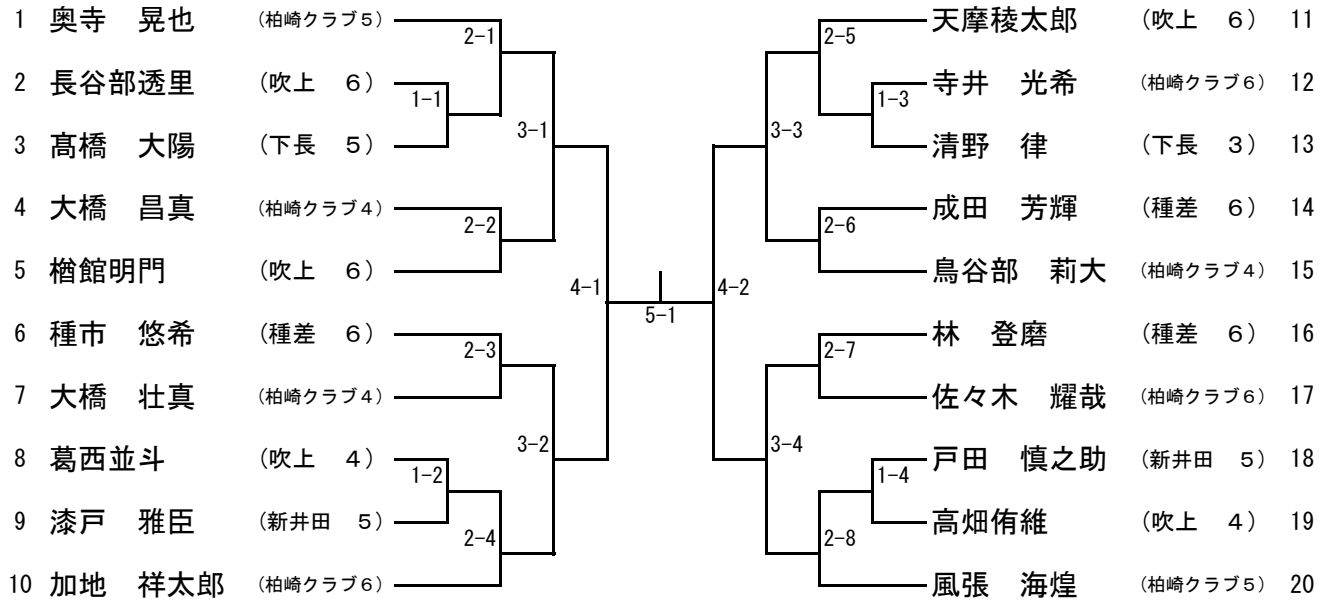 1 奥寺　晃也 (柏崎クラブ５)
2-1
2 長谷部透里 (吹上　６)
1-1
3 髙橋　大陽 (下長　５)
3-1
4 大橋　昌真 (柏崎クラブ４)
2-2
5 楢館明門 (吹上　６)
4-1
6 種市　悠希 (種差　６)
2-3
7 大橋　壮真 (柏崎クラブ４)
3-2
8 葛西並斗 (吹上　４)
1-2
9 漆戸　雅臣 (新井田　５)
2-4
10 加地　祥太郎 (柏崎クラブ６)
5-1
天摩稜太郎 (吹上　６) 11
2-5
寺井　光希 (柏崎クラブ６) 12
1-3
3-3
清野　律 (下長　３) 13
成田　芳輝 (種差　６) 14
2-6
鳥谷部　莉大 (柏崎クラブ４) 15
4-2
林　登磨 (種差　６) 16
2-7
佐々木　耀哉 (柏崎クラブ６) 17
3-4
戸田　慎之助 (新井田　５) 18
1-4
高畑侑維 (吹上　４) 19
2-8
風張　海煌 (柏崎クラブ５) 20